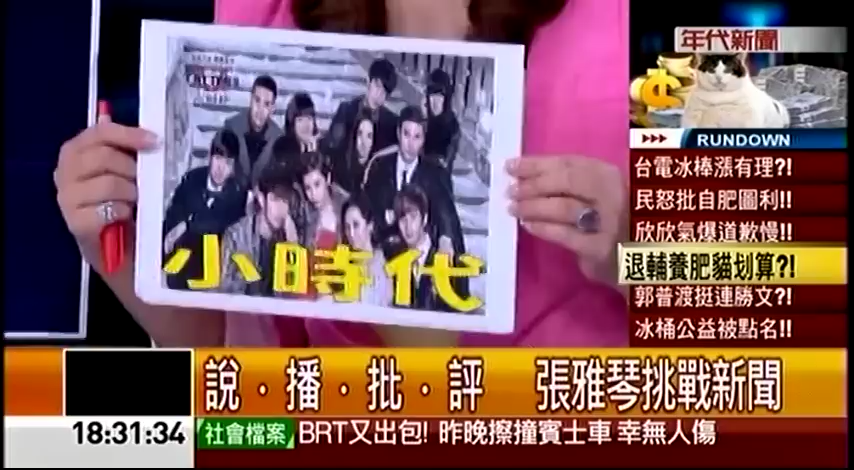 年代新聞
RUNDOWN
台電冰棒漲有理?!
民怒批自肥圖利!!
欣欣氣爆道歉慢!!
退輔養肥貓划算?!
郭普渡挺連勝文?!
冰桶公益被點名!!
小時代
說·播·批·評 張雅琴挑戰新聞
18:31:34
社會檔案 BRT又出包! 昨晚擦撞賓士車 幸無人傷